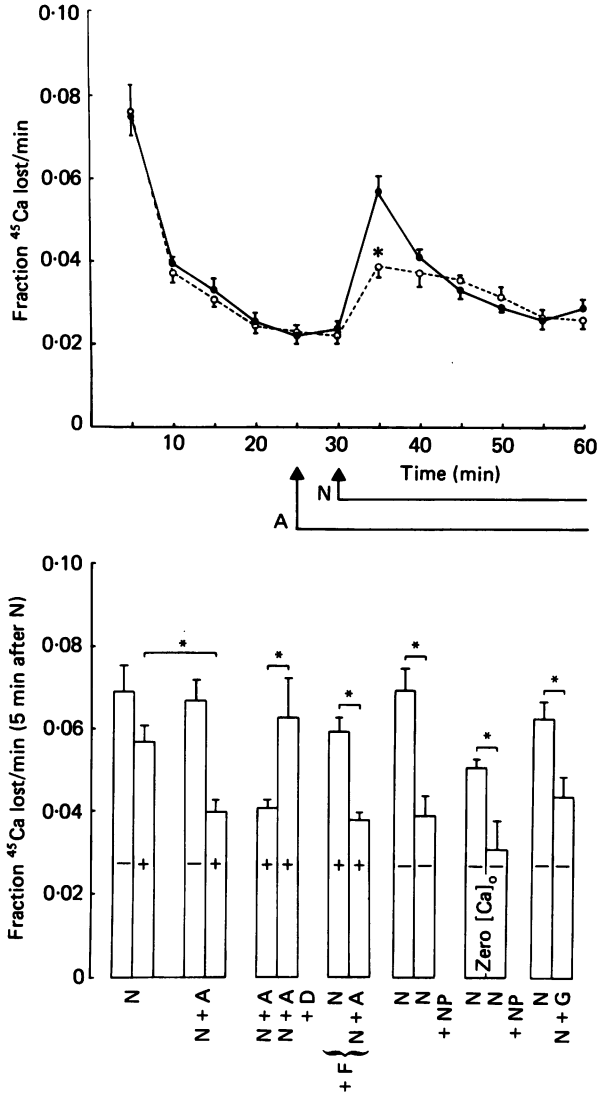 0·10
0·08
0·06
0·04
0·02
0
Fraction ⁴⁵Ca lost/min
*
10 20 30 40 50 60
Time (min)
N
A
0·10
0·08
0·06
0·04
0·02
0
Fraction ⁴⁵Ca lost/min (5 min after N)
* * * * * *
− + − + + + + + − − − − − −
Zero [Ca]ₒ
N
N + A
N + A
N + A + D
N
N + A
+ F
N
N + NP
N
N + NP
N
N + G